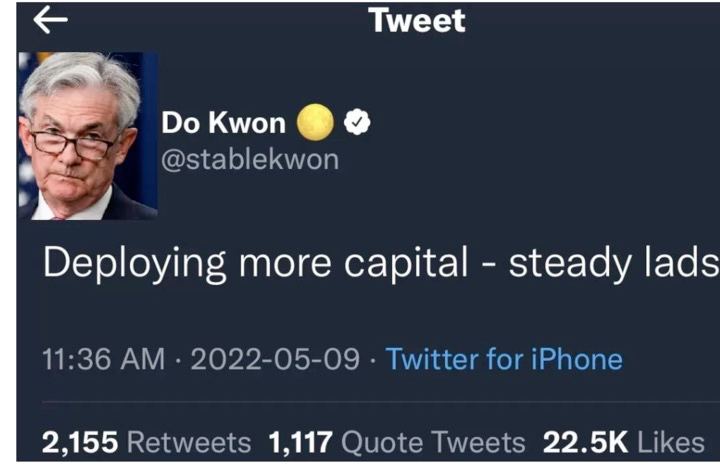 Tweet
Do Kwon
@stablekwon
Deploying more capital - steady lads
11:36 AM · 2022-05-09 · Twitter for iPhone
2,155 Retweets 1,117 Quote Tweets 22.5K Likes